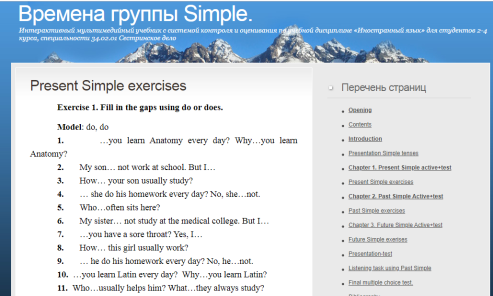 Времена группы Simple.
Интерактивный мультимедийный учебник с системой контроля и оценивания по учебной дисциплине «Иностранный язык» для студентов 2-4
курса, специальности 34.02.01 Сестринское дело
Present Simple exercises
Exercise 1. Fill in the gaps using do or does.
Model: do, do
1. …you learn Anatomy every day? Why…you learn
Anatomy?
2. My son… not work at school. But I…
3. How… your son usually study?
4. … she do his homework every day? No, she…not.
5. Who…often sits here?
6. My sister… not study at the medical college. But I…
7. …you have a sore throat? Yes, I…
8. How… this girl usually work?
9. … he do his homework every day? No, he…not.
10. …you learn Latin every day? Why…you learn Latin?
11. Who…usually helps him? What…they always study?
Перечень страниц
Opening
Contents
Introduction
Presentation Simple tenses
Chapter 1. Present Simple active+test
Present Simple exercises
Chapter 2. Past Simple Active+test
Past Simple exercises
Chapter 3. Future Simple Active+test
Future Simple exerises
Presentation-test
Listening task using Past Simple
Final multiple choice test.